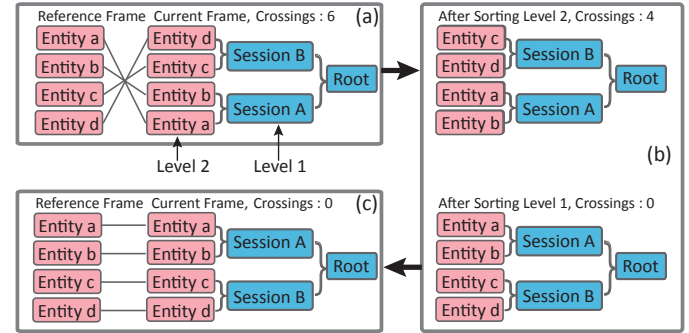 Reference Frame Current Frame, Crossings : 6 (a)
Entity a Entity d
Session B
Entity b Entity c
Root
Entity c Entity b
Session A
Entity d Entity a
Level 2 Level 1
After Sorting Level 2, Crossings : 4
Entity c
Session B
Entity d
Root
Entity a
Session A
Entity b
(b)
After Sorting Level 1, Crossings : 0
Entity a
Session A
Entity b
Root
Entity c
Session B
Entity d
Reference Frame Current Frame, Crossings : 0 (c)
Entity a Entity a
Session A
Entity b Entity b
Root
Entity c Entity c
Session B
Entity d Entity d